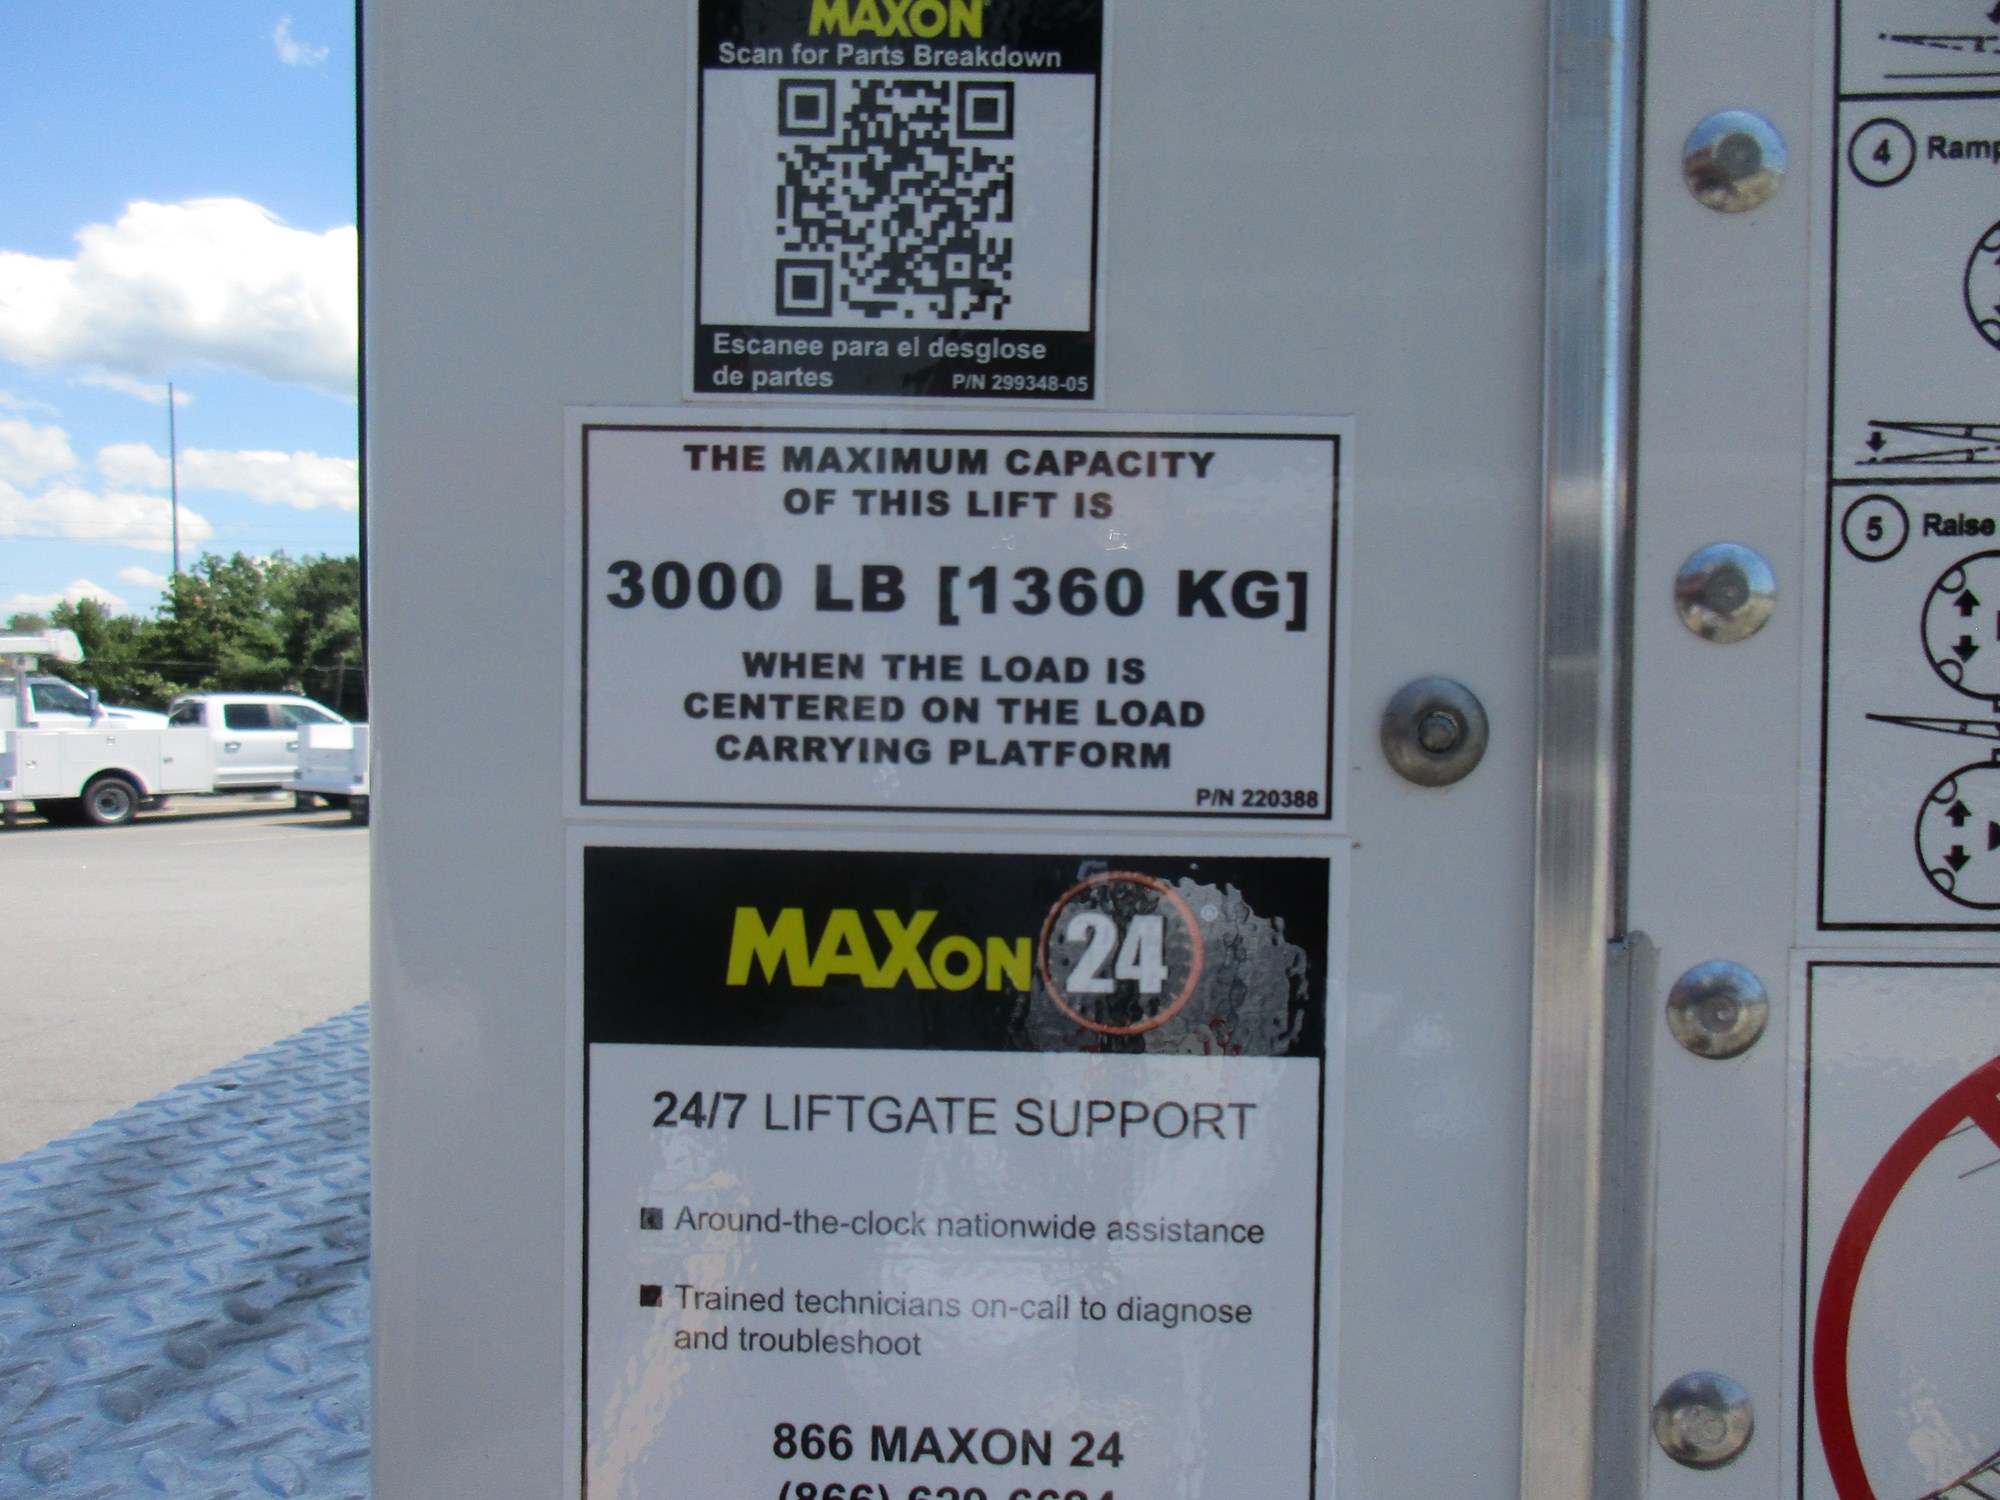 MAXON
Scan for Parts Breakdown
Escanee para el desglose
de partes
P/N 299348-05
THE MAXIMUM CAPACITY
OF THIS LIFT IS
3000 LB [1360 KG]
WHEN THE LOAD IS
CENTERED ON THE LOAD
CARRYING PLATFORM
P/N 220388
MAXON 24
24/7 LIFTGATE SUPPORT
Around-the-clock nationwide assistance
Trained technicians on-call to diagnose
and troubleshoot
866 MAXON 24
4 Ramp
5 Raise